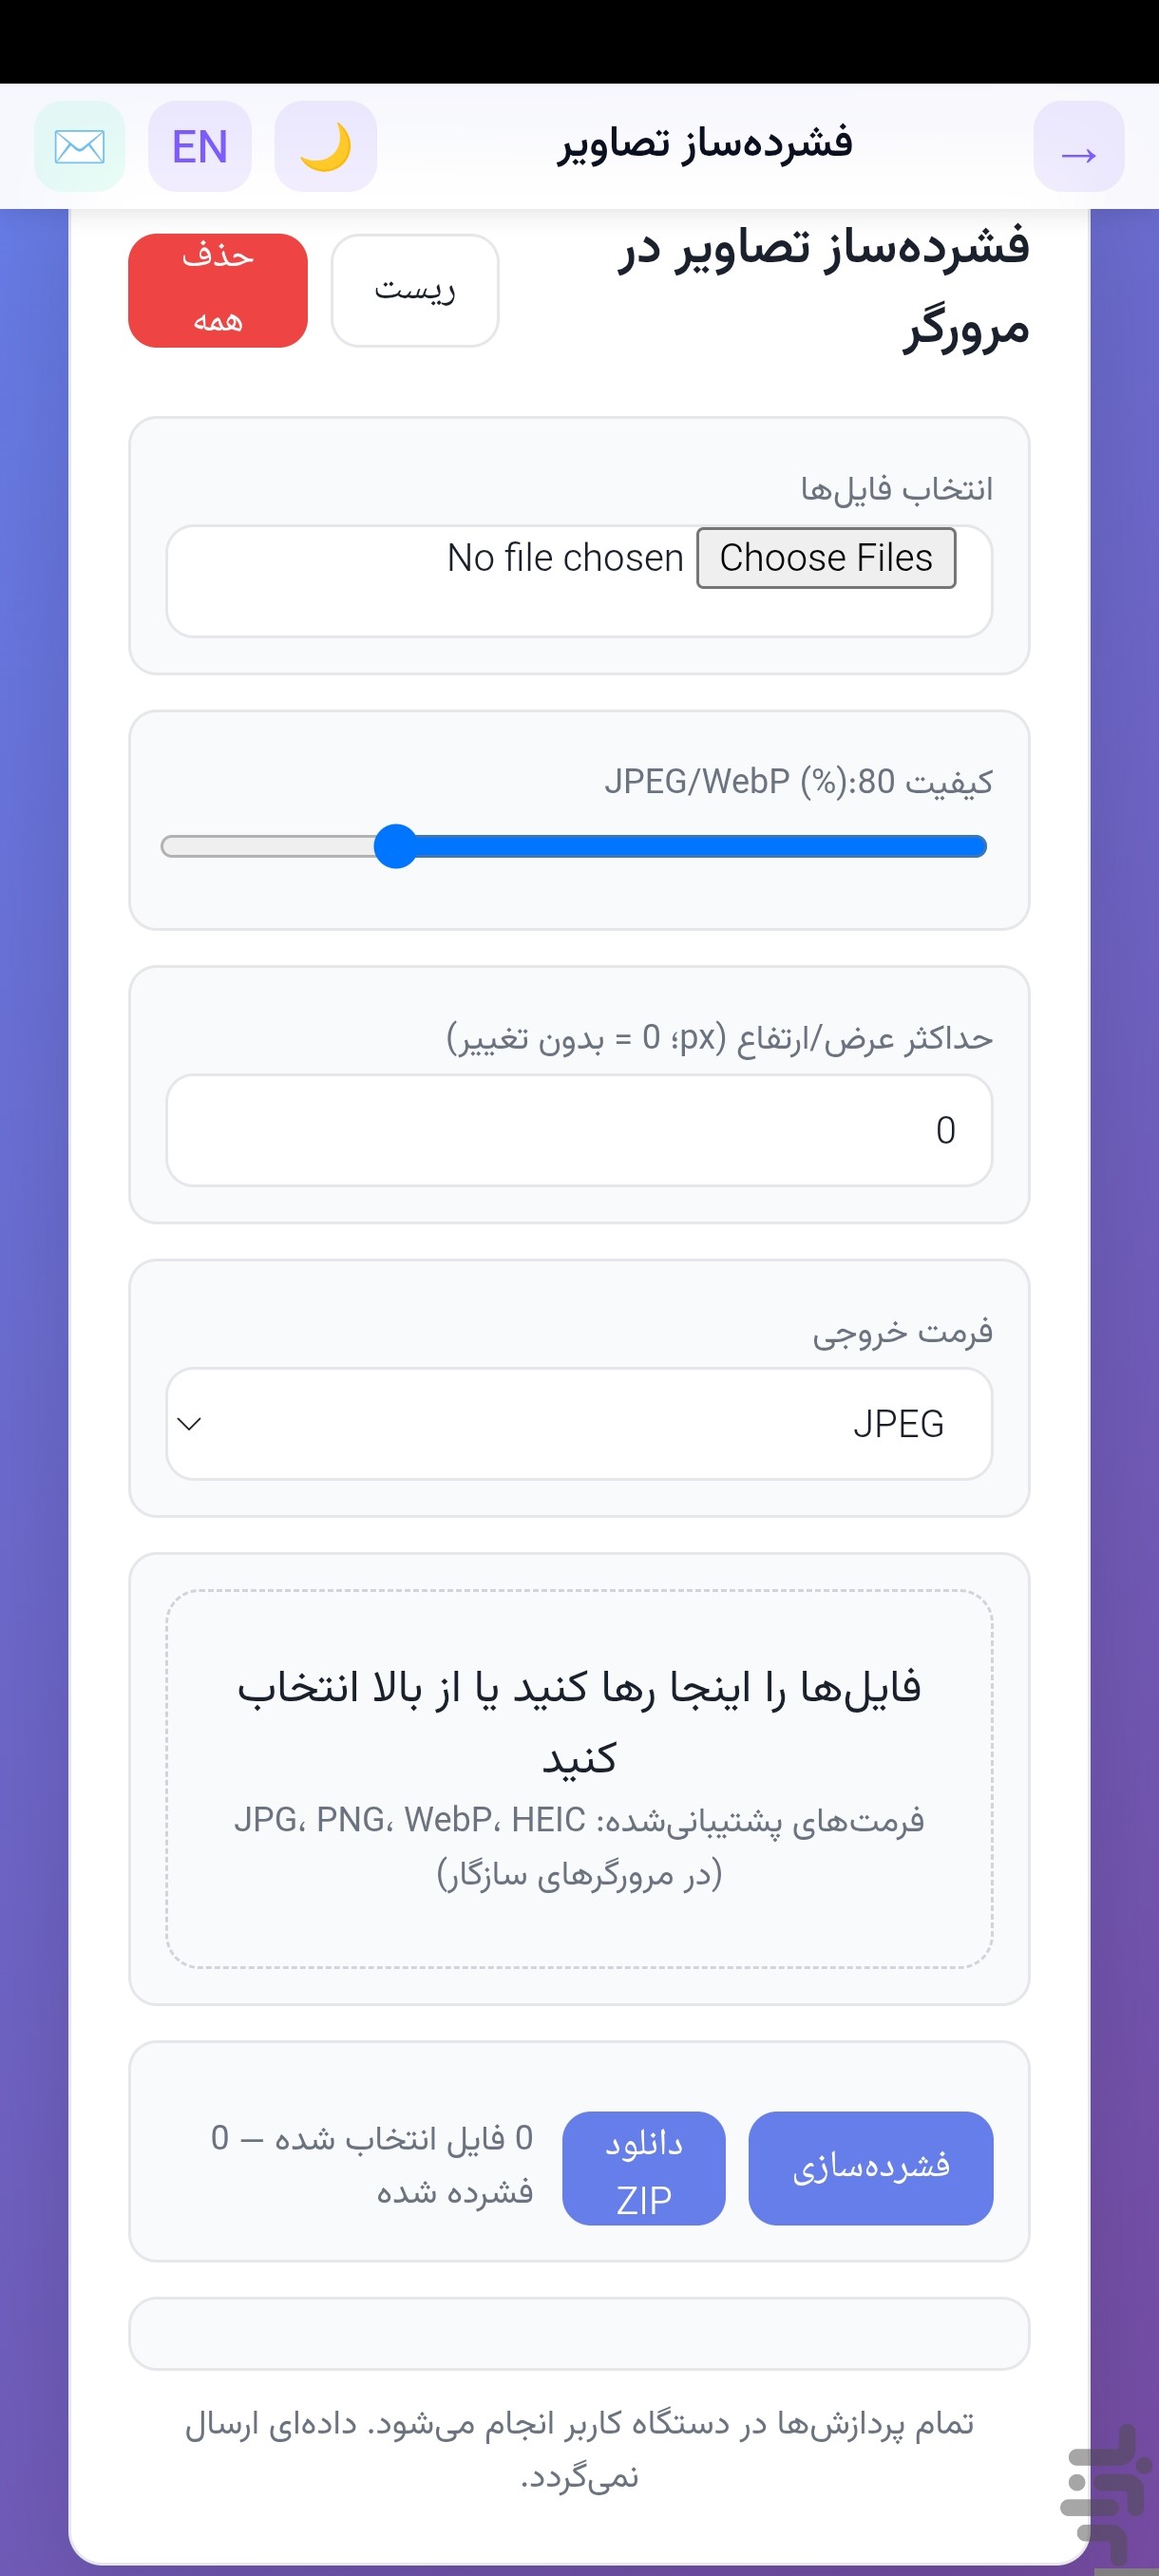 فشرده‌ساز تصاویر
EN
فشرده‌ساز تصاویر در
مرورگر
ریست
حذف
همه
انتخاب فایل‌ها
Choose Files No file chosen
کیفیت JPEG/WebP (%):80
حداکثر عرض/ارتفاع (px؛ 0 = بدون تغییر)
0
فرمت خروجی
JPEG
فایل‌ها را اینجا رها کنید یا از بالا انتخاب
کنید
فرمت‌های پشتیبانی‌شده: JPG، PNG، WebP، HEIC
(در مرورگرهای سازگار)
فشرده‌سازی
دانلود
ZIP
0 فایل انتخاب شده — 0
فشرده شده
تمام پردازش‌ها در دستگاه کاربر انجام می‌شود. داده‌ای ارسال
نمی‌گردد.
بازار